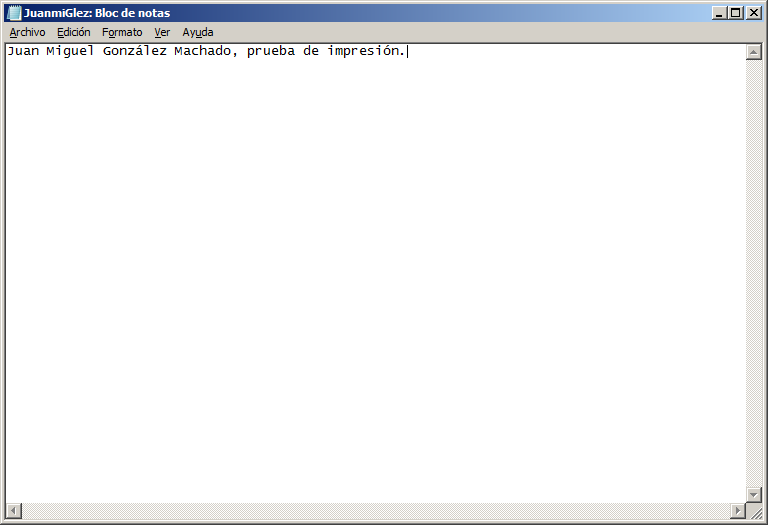 JuanmiGlez: Bloc de notas
Archivo Edición Formato Ver Ayuda
Juan Miguel González Machado, prueba de impresión.